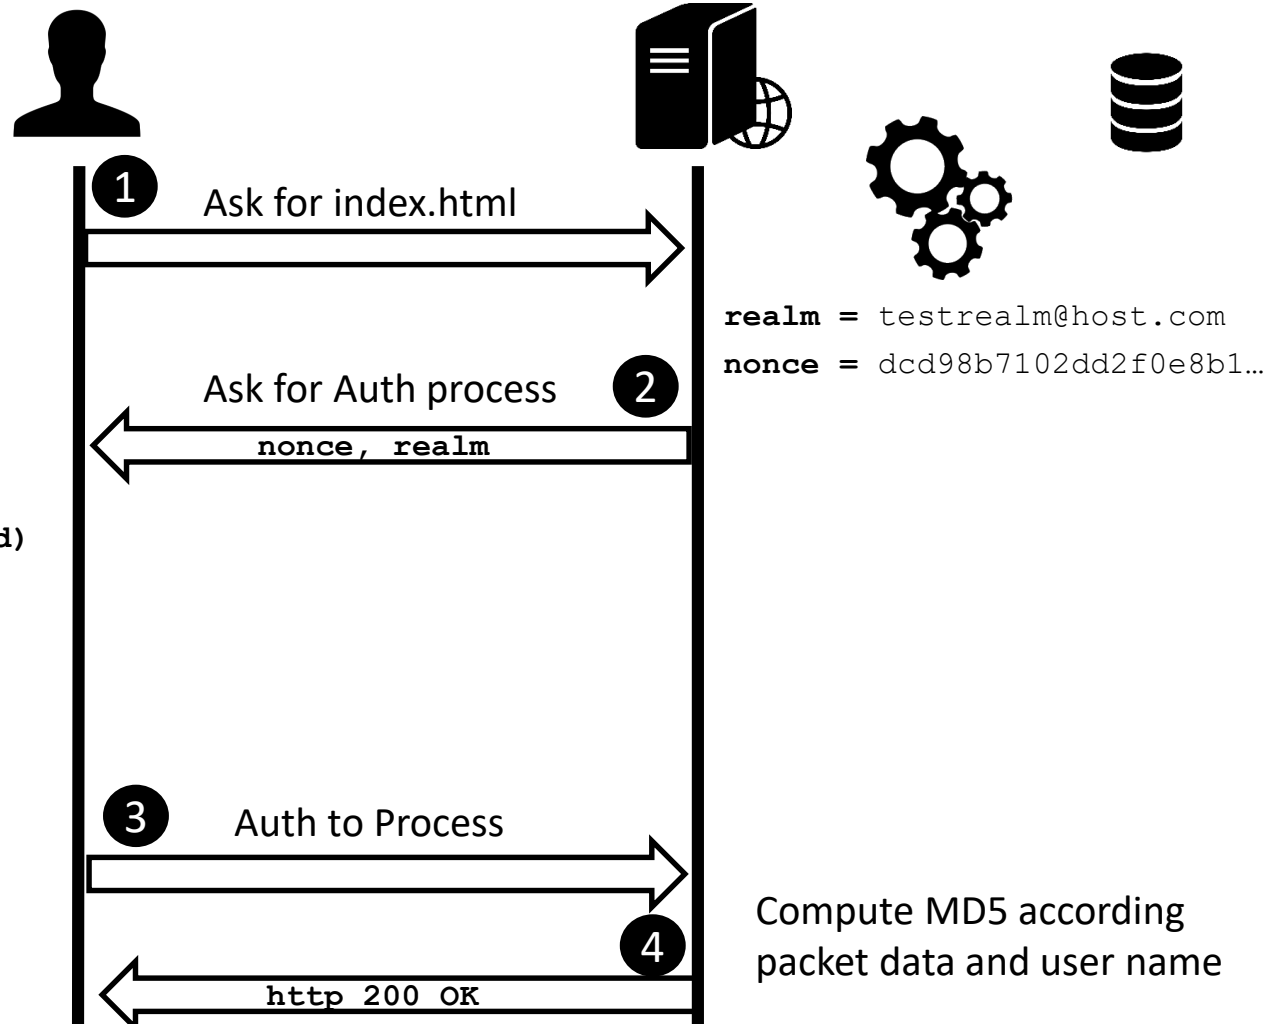 1
Ask for index.html
realm = testrealm@host.com
nonce = dcd98b7102dd2f0e8b1…
Ask for Auth process
2
nonce, realm
d)
3
Auth to Process
4
Compute MD5 according
packet data and user name
http 200 OK